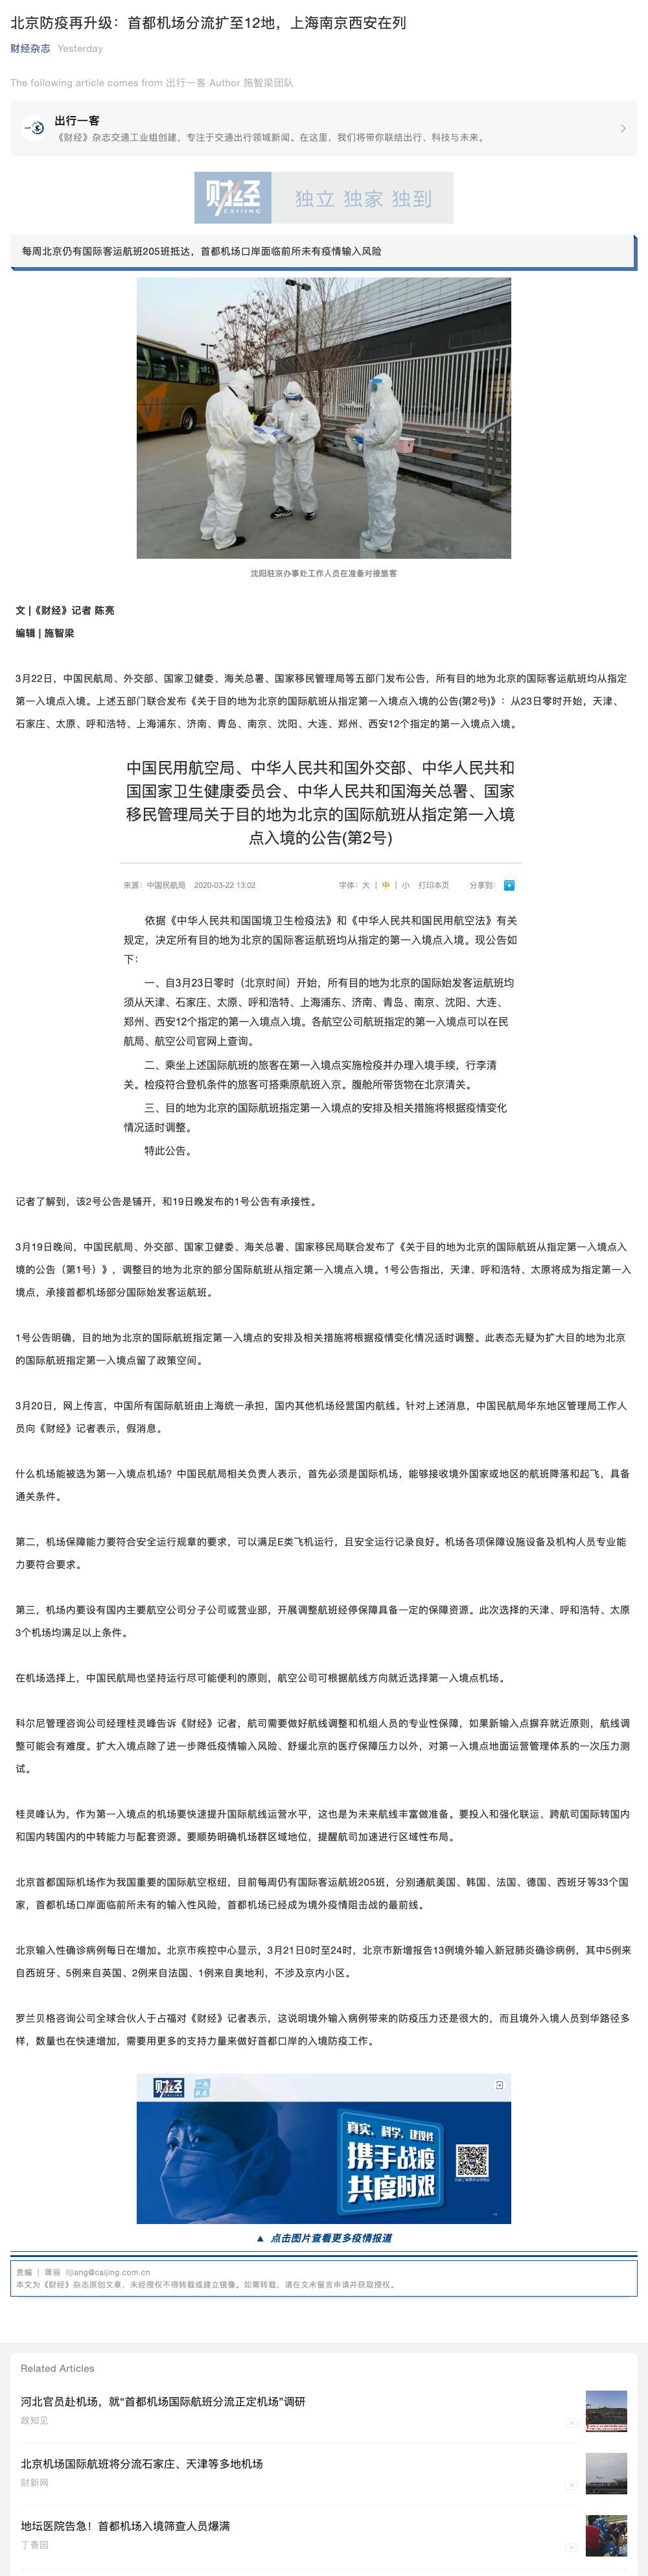 北京防疫再升级：首都机场分流扩至12地，上海南京西安在列
财经杂志 Yesterday
The following article comes from 出行一客 Author 施智梁团队
出行一客
《财经》杂志交通工业组创建，专注于交通出行领域新闻。在这里，我们将带你联结出行、科技与未来。
财经
CAIJING
独立 独家 独到
每周北京仍有国际客运航班205班抵达，首都机场口岸面临前所未有疫情输入风险
沈阳驻京办事处工作人员在准备对接旅客
文 |《财经》记者 陈亮
编辑 | 施智梁
3月22日，中国民航局、外交部、国家卫健委、海关总署、国家移民管理局等五部门发布公告，所有目的地为北京的国际客运航班均从指定
第一入境点入境。上述五部门联合发布《关于目的地为北京的国际航班从指定第一入境点入境的公告(第2号)》：从23日零时开始，天津、
石家庄、太原、呼和浩特、上海浦东、济南、青岛、南京、沈阳、大连、郑州、西安12个指定的第一入境点入境。
中国民用航空局、中华人民共和国外交部、中华人民共和
国国家卫生健康委员会、中华人民共和国海关总署、国家
移民管理局关于目的地为北京的国际航班从指定第一入境
点入境的公告(第2号)
来源：中国民航局 2020-03-22 13:02 字体：大 | 中 | 小 打印本页 分享到：
依据《中华人民共和国国境卫生检疫法》和《中华人民共和国民用航空法》有关
规定，决定所有目的地为北京的国际客运航班均从指定的第一入境点入境。现公告如
下：
一、自3月23日零时（北京时间）开始，所有目的地为北京的国际始发客运航班均
须从天津、石家庄、太原、呼和浩特、上海浦东、济南、青岛、南京、沈阳、大连、
郑州、西安12个指定的第一入境点入境。各航空公司航班指定的第一入境点可以在民
航局、航空公司官网上查询。
二、乘坐上述国际航班的旅客在第一入境点实施检疫并办理入境手续，行李清
关。检疫符合登机条件的旅客可搭乘原航班入京。腹舱所带货物在北京清关。
三、目的地为北京的国际航班指定第一入境点的安排及相关措施将根据疫情变化
情况适时调整。
特此公告。
记者了解到，该2号公告是铺开，和19日晚发布的1号公告有承接性。
3月19日晚间，中国民航局、外交部、国家卫健委、海关总署、国家移民局联合发布了《关于目的地为北京的国际航班从指定第一入境点入
境的公告（第1号）》，调整目的地为北京的部分国际航班从指定第一入境点入境。1号公告指出，天津、呼和浩特、太原将成为指定第一入
境点，承接首都机场部分国际始发客运航班。
1号公告明确，目的地为北京的国际航班指定第一入境点的安排及相关措施将根据疫情变化情况适时调整。此表态无疑为扩大目的地为北京
的国际航班指定第一入境点留了政策空间。
3月20日，网上传言，中国所有国际航班由上海统一承担，国内其他机场经营国内航线。针对上述消息，中国民航局华东地区管理局工作人
员向《财经》记者表示，假消息。
什么机场能被选为第一入境点机场？中国民航局相关负责人表示，首先必须是国际机场，能够接收境外国家或地区的航班降落和起飞，具备
通关条件。
第二，机场保障能力要符合安全运行规章的要求，可以满足E类飞机运行，且安全运行记录良好。机场各项保障设施设备及机构人员专业能
力要符合要求。
第三，机场内要设有国内主要航空公司分子公司或营业部，开展调整航班经停保障具备一定的保障资源。此次选择的天津、呼和浩特、太原
3个机场均满足以上条件。
在机场选择上，中国民航局也坚持运行尽可能便利的原则，航空公司可根据航线方向就近选择第一入境点机场。
科尔尼管理咨询公司经理桂灵峰告诉《财经》记者，航司需要做好航线调整和机组人员的专业性保障，如果新输入点摒弃就近原则，航线调
整可能会有难度。扩大入境点除了进一步降低疫情输入风险、舒缓北京的医疗保障压力以外，对第一入境点地面运营管理体系的一次压力测
试。
桂灵峰认为，作为第一入境点的机场要快速提升国际航线运营水平，这也是为未来航线丰富做准备。要投入和强化联运、跨航司国际转国内
和国内转国内的中转能力与配套资源。要顺势明确机场群区域地位，提醒航司加速进行区域性布局。
北京首都国际机场作为我国重要的国际航空枢纽，目前每周仍有国际客运航班205班，分别通航美国、韩国、法国、德国、西班牙等33个国
家，首都机场口岸面临前所未有的输入性风险，首都机场已经成为境外疫情阻击战的最前线。
北京输入性确诊病例每日在增加。北京市疾控中心显示，3月21日0时至24时，北京市新增报告13例境外输入新冠肺炎确诊病例，其中5例来
自西班牙、5例来自英国、2例来自法国、1例来自奥地利，不涉及京内小区。
罗兰贝格咨询公司全球合伙人于占福对《财经》记者表示，这说明境外输入病例带来的防疫压力还是很大的，而且境外入境人员到华路径多
样，数量也在快速增加，需要用更多的支持力量来做好首都口岸的入境防疫工作。
财经
真实、科学、建设性
携手战疫
共度时艰
▲ 点击图片查看更多疫情报道
责编 | 蒋丽 lijiang@caijing.com.cn
本文为《财经》杂志原创文章，未经授权不得转载或建立镜像。如需转载，请在文末留言申请并获取授权。
Related Articles
河北官员赴机场，就“首都机场国际航班分流正定机场”调研
政知见
北京机场国际航班将分流石家庄、天津等多地机场
财新网
地坛医院告急！首都机场入境筛查人员爆满
丁香园